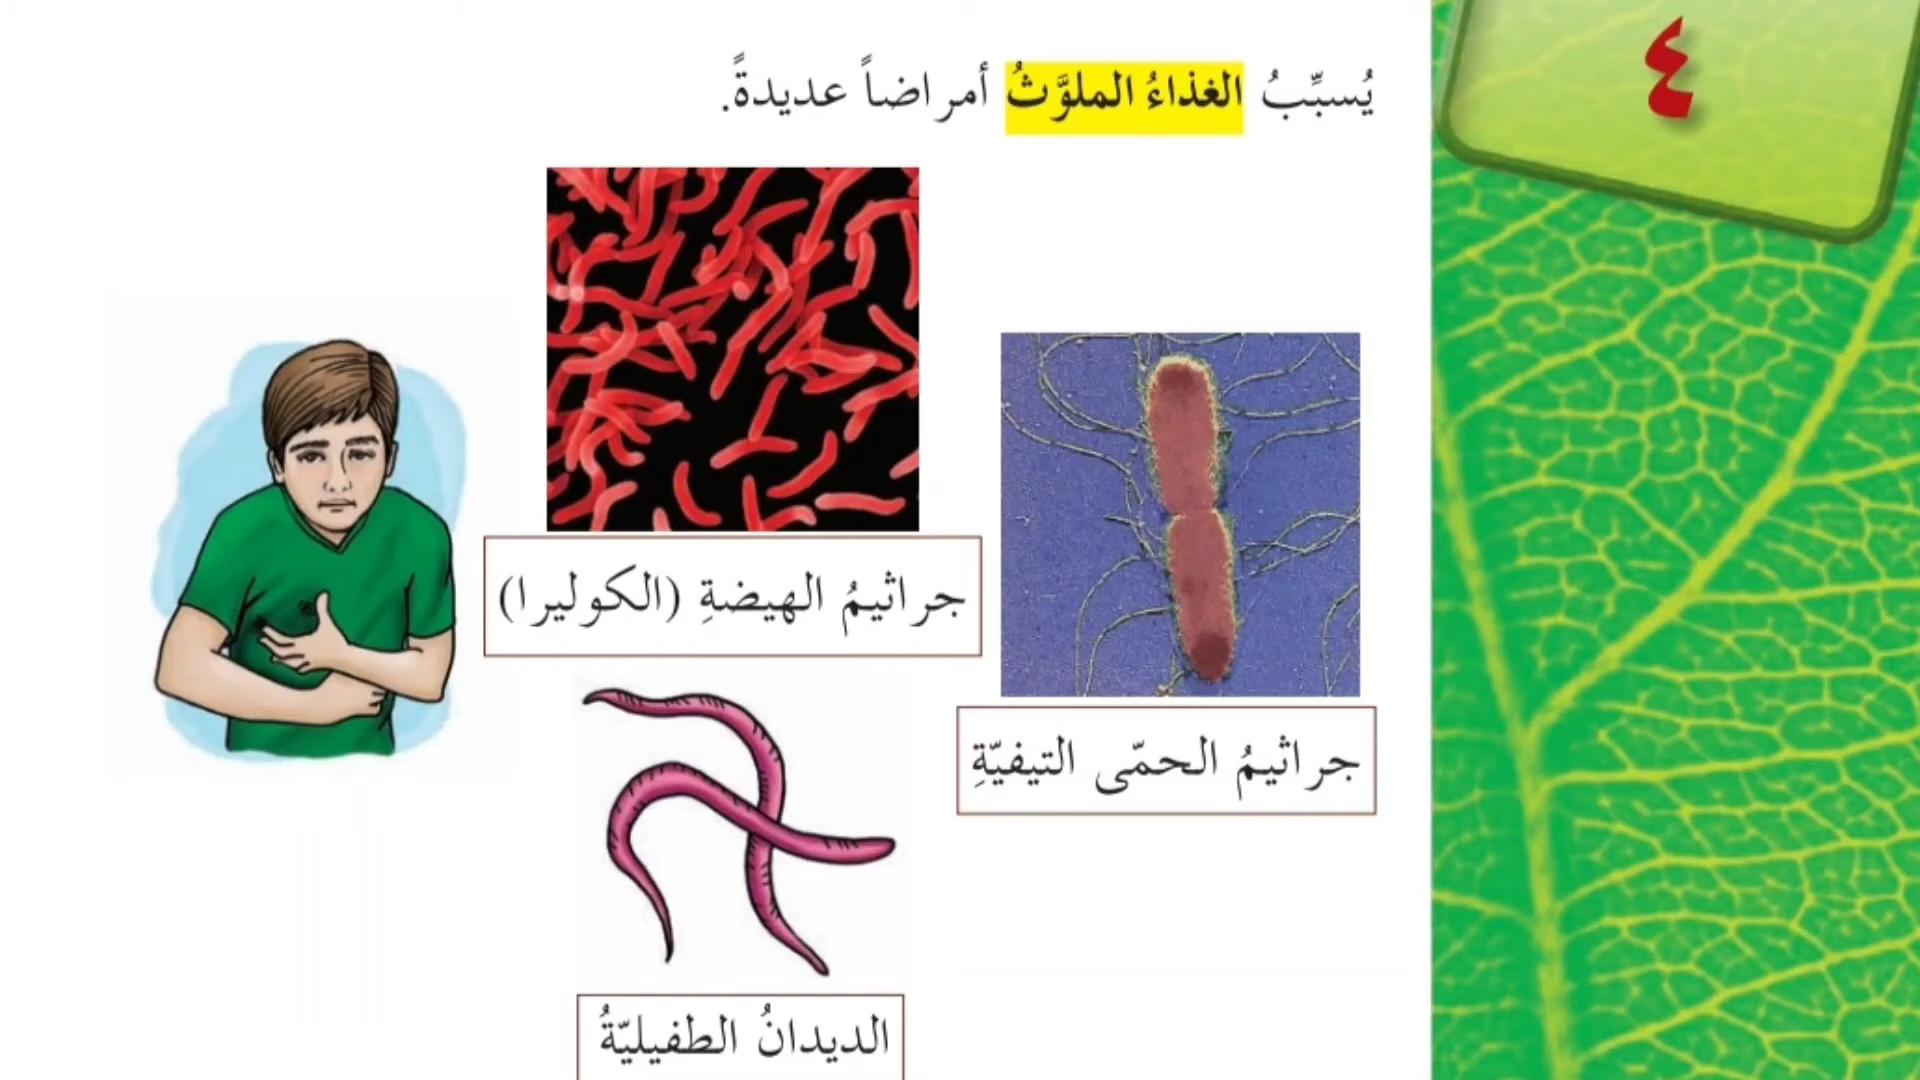 ٤
يُسبِّبُ الغذاءُ الملوَّثُ أمراضاً عديدةً.
جراثيمُ الهيضةِ (الكوليرا)
جراثيمُ الحمّى التيفيّةِ
الديدانُ الطفيليّةُ